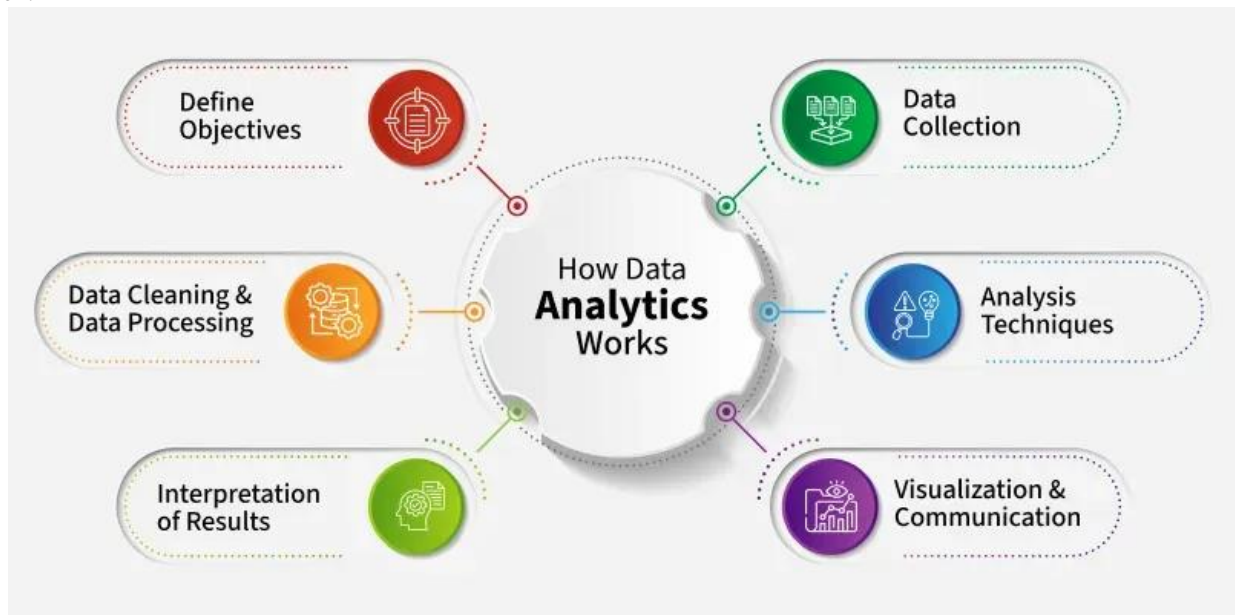 Define
Objectives
Data
Collection
How Data
Analytics
Works
Data Cleaning &
Data Processing
Analysis
Techniques
Interpretation
of Results
Visualization &
Communication